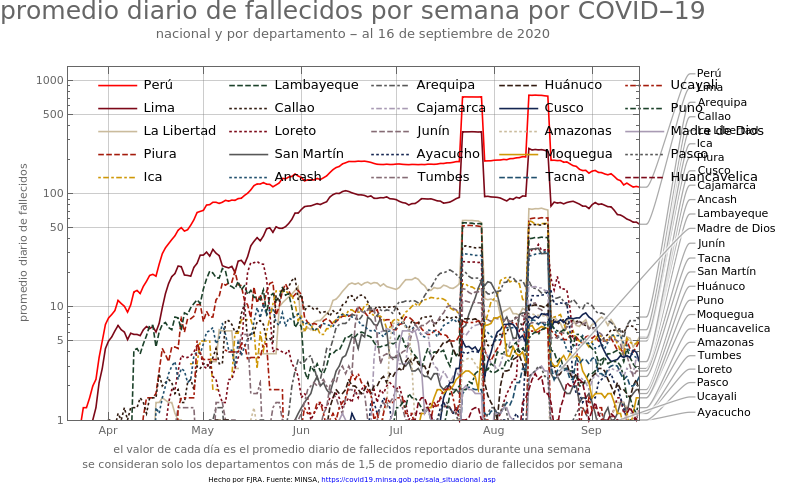 promedio diario de fallecidos por semana por COVID−19
nacional y por departamento − al 16 de septiembre de 2020
promedio diario de fallecidos
1000
500
100
50
10
5
1
Apr May Jun Jul Aug Sep
Perú Lambayeque Arequipa Huánuco Ucayali
Lima Callao Cajamarca Cusco Puno
La Libertad Loreto Junín Amazonas Madre de Dios
Piura San Martín Ayacucho Moquegua Pasco
Ica Ancash Tumbes Tacna Huancavelica
Perú
Lima
Arequipa
Callao
La Libertad
Ica
Piura
Cusco
Cajamarca
Ancash
Lambayeque
Madre de Dios
Junín
Tacna
San Martín
Huánuco
Puno
Moquegua
Huancavelica
Amazonas
Tumbes
Loreto
Pasco
Ucayali
Ayacucho
el valor de cada día es el promedio diario de fallecidos reportados durante una semana
se consideran solo los departamentos con más de 1,5 de promedio diario de fallecidos por semana
Hecho por FJRA. Fuente: MINSA, https://covid19.minsa.gob.pe/sala_situacional.asp